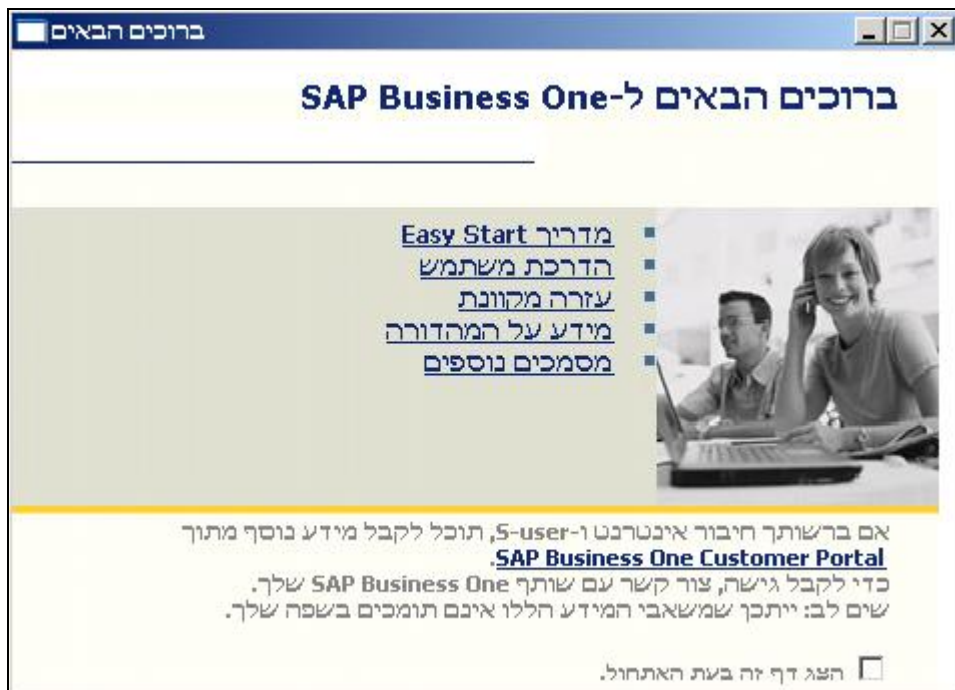 ברוכים הבאים
ברוכים הבאים ל-SAP Business One
מדריך Easy Start
הדרכת משתמש
עזרה מקוונת
מידע על המהדורה
מסמכים נוספים
אם ברשותך חיבור אינטרנט ו-S-user, תוכל לקבל מידע נוסף מתוך
SAP Business One Customer Portal.
כדי לקבל גישה, צור קשר עם שותף SAP Business One שלך.
שים לב: ייתכן שמשאבי המידע הללו אינם תומכים בשפה שלך.
הצג דף זה בעת האתחול.